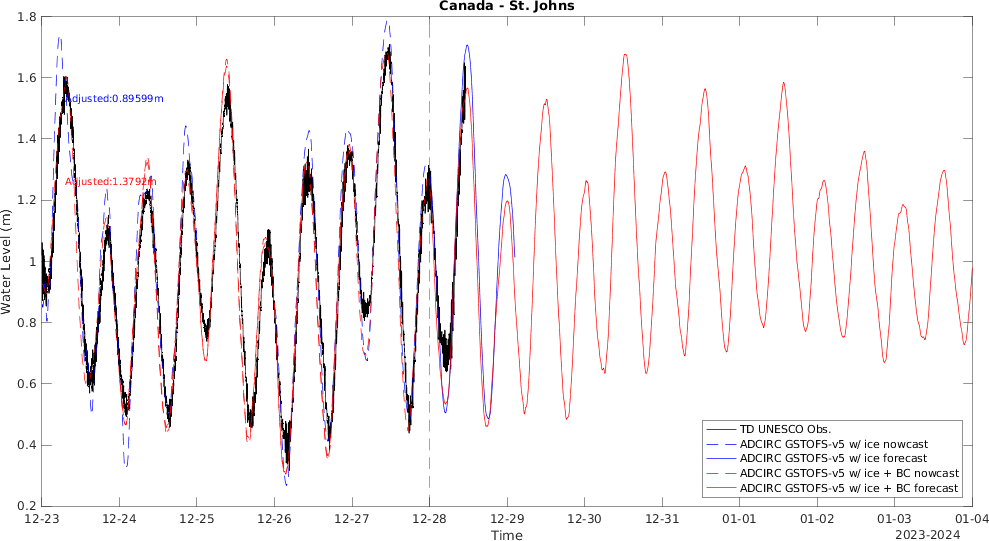 Canada - St. Johns
Water Level (m)
1.8
1.6
1.4
1.2
1
0.8
0.6
0.4
0.2
Adjusted:0.89599m
Adjusted:1.3792m
TD UNESCO Obs.
ADCIRC GSTOFS-v5 w/ ice nowcast
ADCIRC GSTOFS-v5 w/ ice forecast
ADCIRC GSTOFS-v5 w/ ice + BC nowcast
ADCIRC GSTOFS-v5 w/ ice + BC forecast
12-23 12-24 12-25 12-26 12-27 12-28 12-29 12-30 12-31 01-01 01-02 01-03 01-04
Time
2023-2024